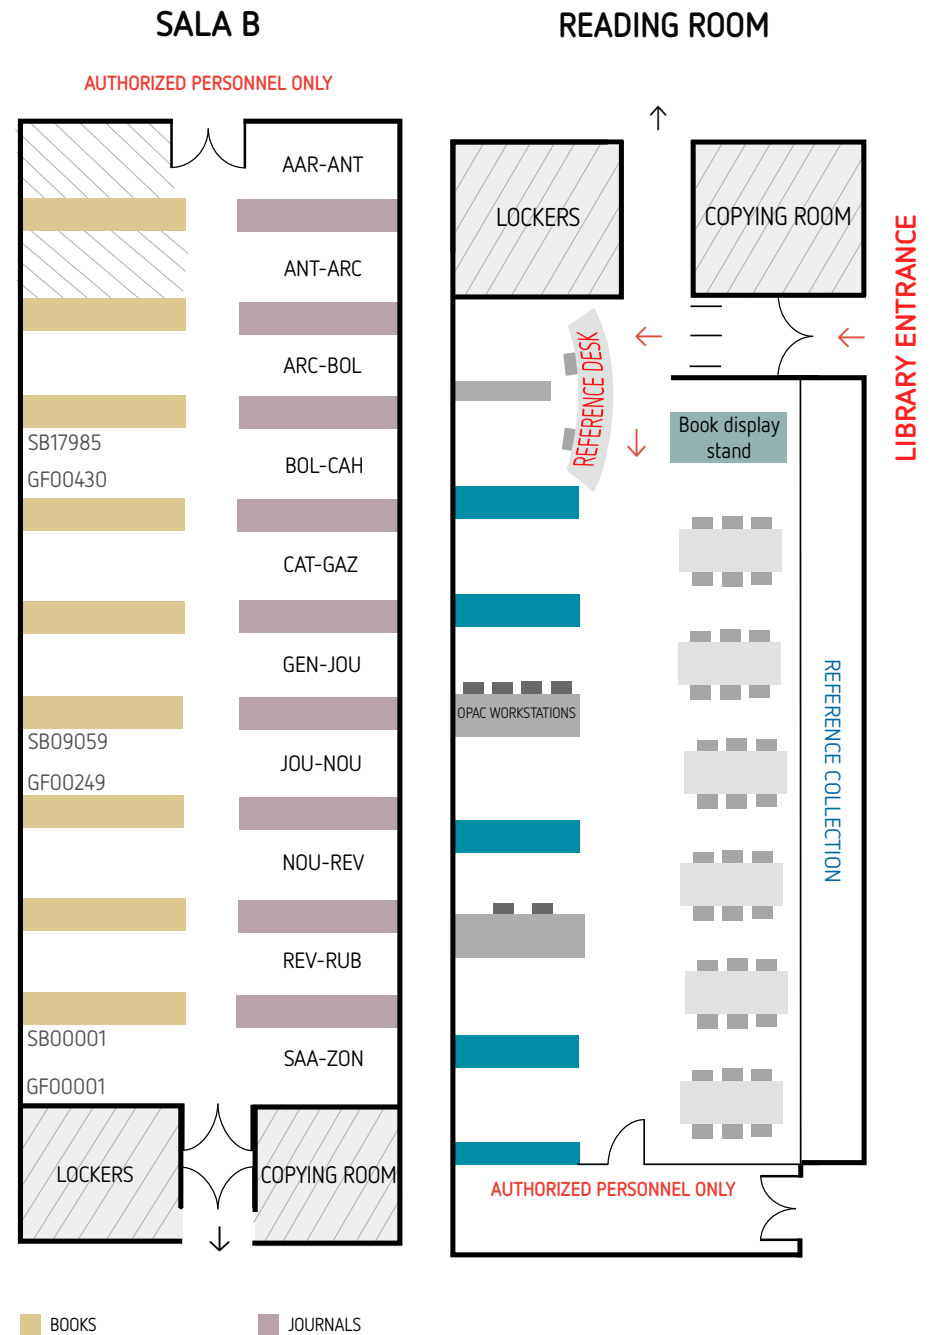 SALA B
AUTHORIZED PERSONNEL ONLY
AAR-ANT
ANT-ARC
ARC-BOL
SB17985
GF00430
BOL-CAH
CAT-GAZ
GEN-JOU
SB09059
GF00249
JOU-NOU
NOU-REV
REV-RUB
SB00001
GF00001
SAA-ZON
LOCKERS
COPYING ROOM
BOOKS
JOURNALS
READING ROOM
LOCKERS
COPYING ROOM
LIBRARY ENTRANCE
REFERENCE DESK
Book display
stand
OPAC WORKSTATIONS
REFERENCE COLLECTION
AUTHORIZED PERSONNEL ONLY